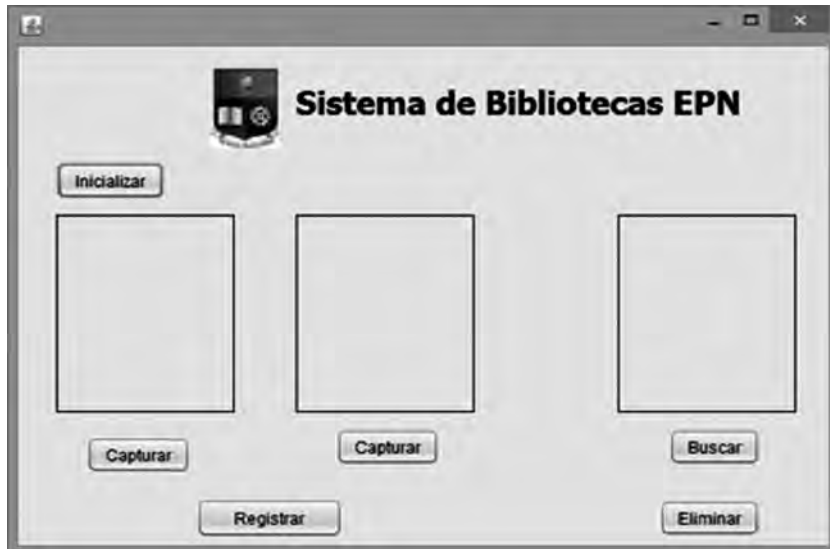 Sistema de Bibliotecas EPN
Inicializar
Capturar
Capturar
Buscar
Registrar
Eliminar